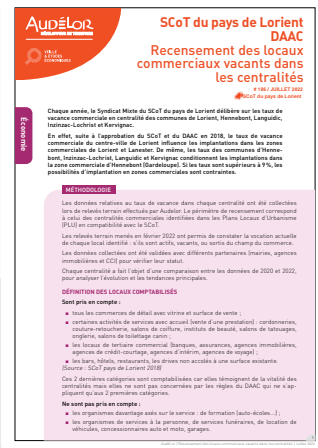 AUDÉLOR
VEILLE
& ÉTUDES
ÉCONOMIQUES
SCoT du pays de Lorient
DAAC
Recensement des locaux
commerciaux vacants dans
les centralités
# 186 / JUILLET 2022
SCoT du pays de Lorient
Économie
Chaque année, le Syndicat Mixte du SCoT du pays de Lorient délibère sur les taux de
vacance commerciale en centralité des communes de Lorient, Hennebont, Languidic,
Inzinzac-Lochrist et Kervignac.
En effet, suite à l'approbation du SCoT et du DAAC en 2018, le taux de vacance
commerciale du centre-ville de Lorient influence les implantations dans les zones
commerciales de Lorient et Lanester. De même, les taux des communes d'Henne-
bont, Inzinzac-Lochrist, Languidic et Kervignac conditionnent les implantations dans
la zone commerciale d'Hennebont (Gardeloupe). Si les taux sont supérieurs à 9%, les
possibilités d'implantation en zones commerciales sont contraintes.
MÉTHODOLOGIE
Les données relatives au taux de vacance dans chaque centralité ont été collectées
lors de relevés terrain effectués par Audélor. Le périmètre de recensement correspond
à celui des centralités commerciales identifiées dans les Plans Locaux d'Urbanisme
(PLU) en compatibilité avec le SCoT.
Les relevés terrain menés en février 2022 ont permis de constater la vocation actuelle
de chaque local identifié : s'ils sont actifs, vacants, ou sortis du champ du commerce.
Les données collectées ont été validées avec différents partenaires (mairies, agences
immobilières et CCI) pour vérifier leur statut.
Chaque centralité a fait l'objet d'une comparaison entre les données de 2020 et 2022,
pour analyser l'évolution et les tendances principales.
DÉFINITION DES LOCAUX COMPTABILISÉS
Sont pris en compte :
■ tous les commerces de détail avec vitrine et surface de vente ;
■ certaines activités de services avec accueil (vente d'une prestation) : cordonneries,
couture-retoucherie, salons de coiffure, instituts de beauté, salons de tatouages,
onglerie, salons de toilettage canin ;
■ les locaux de tertiaire commercial (banques, assurances, agences immobilières,
agences de crédit-courtage, agences d'intérim, agences de voyage) ;
■ les bars, hôtels, restaurants, les drives non accolés à une surface existante.
(Source : SCoT pays de Lorient 2018)
Ces 2 dernières catégories sont comptabilisées car elles témoignent de la vitalité des
centralités mais elles ne sont pas concernées par les règles du DAAC qui ne s'ap-
pliquent qu'aux 2 premières catégories.
Ne sont pas pris en compte :
■ les organismes davantage axés sur le service : de formation (auto-écoles...) ;
■ les organismes de services à la personne, de services funéraires, de location de
véhicules, concessionnaires auto et moto, garages.